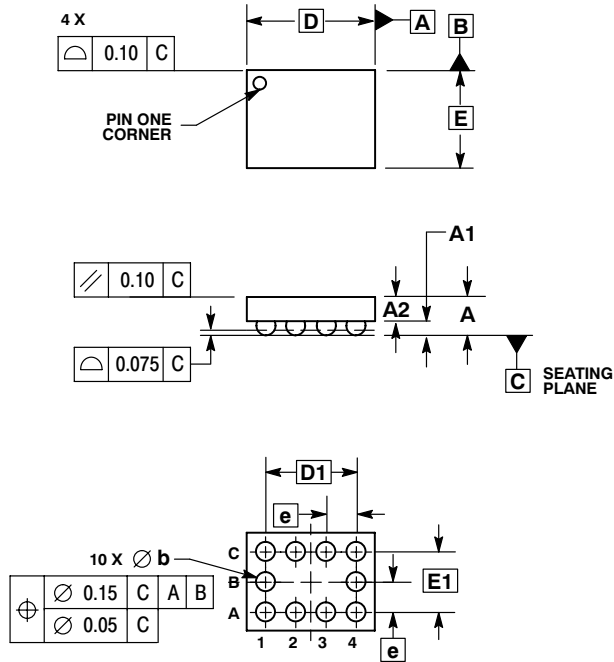 4 X
D
A
B
⌓ 0.10 C
PIN ONE
CORNER
E
A1
⫽ 0.10 C
A2
A
⌓ 0.075 C
C
SEATING
PLANE
D1
e
10 X ∅ b
C
B
A
E1
⌖ ∅ 0.15 C A B
∅ 0.05 C
1 2 3 4
e